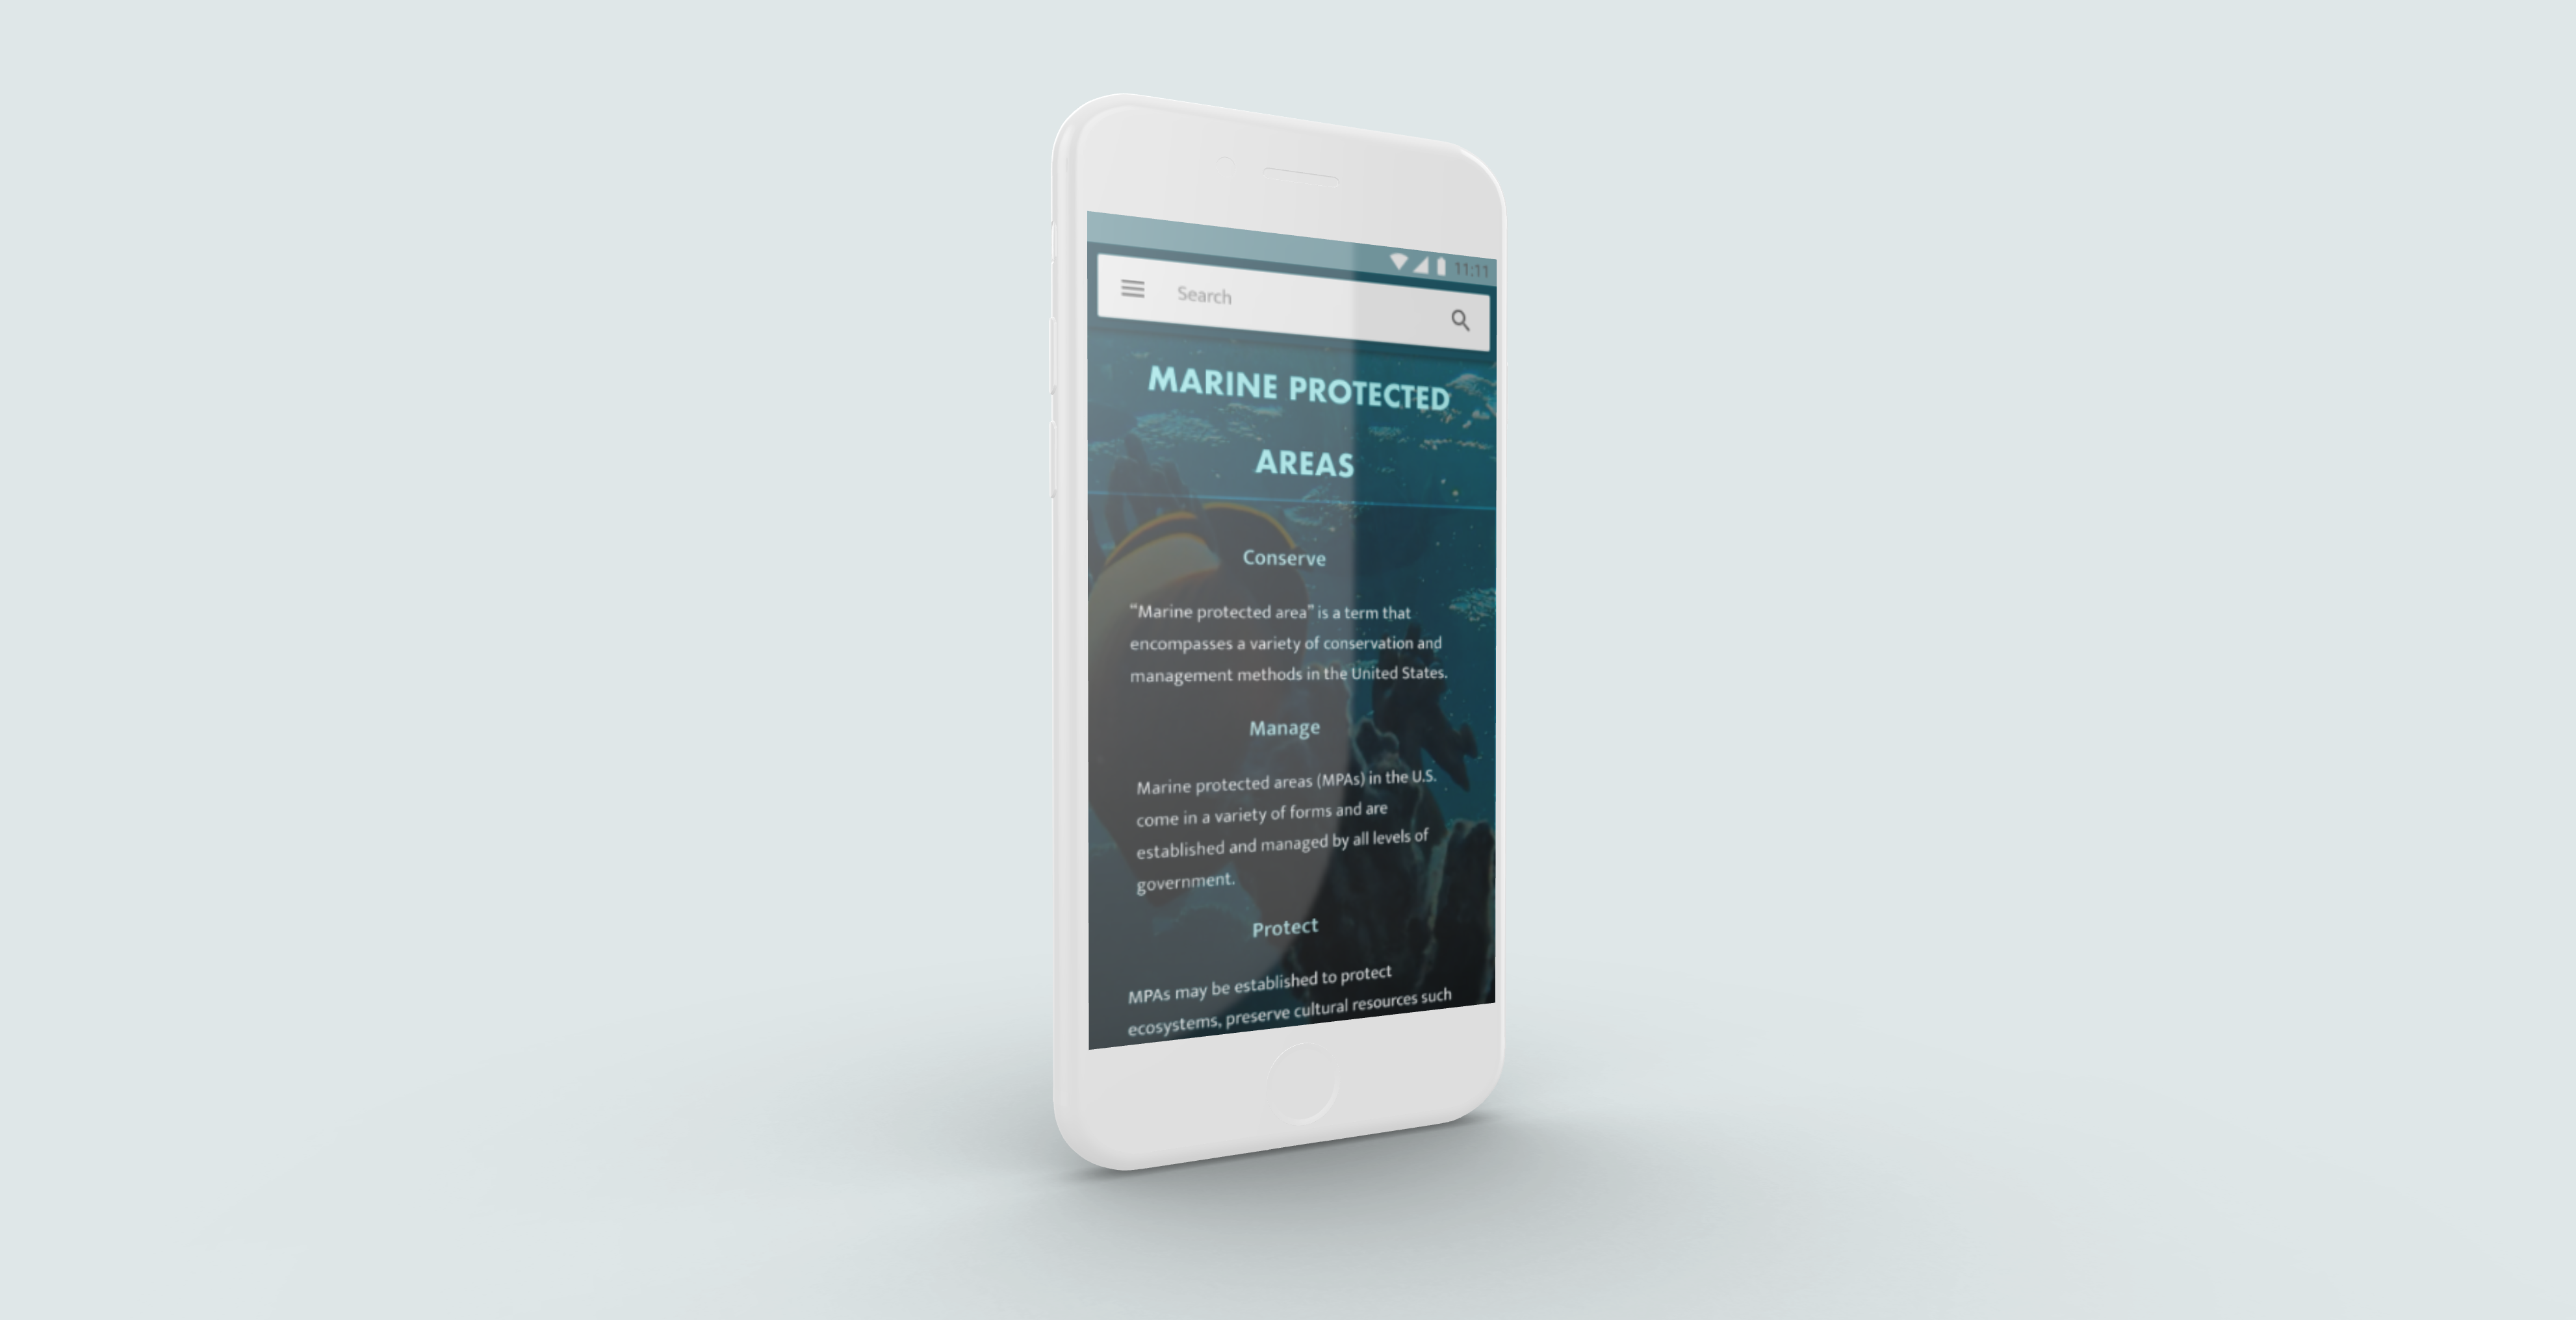 11:11
Search
MARINE PROTECTED
AREAS
Conserve
“Marine protected area” is a term that
encompasses a variety of conservation and
management methods in the United States.
Manage
Marine protected areas (MPAs) in the U.S.
come in a variety of forms and are
established and managed by all levels of
government.
Protect
MPAs may be established to protect
ecosystems, preserve cultural resources such